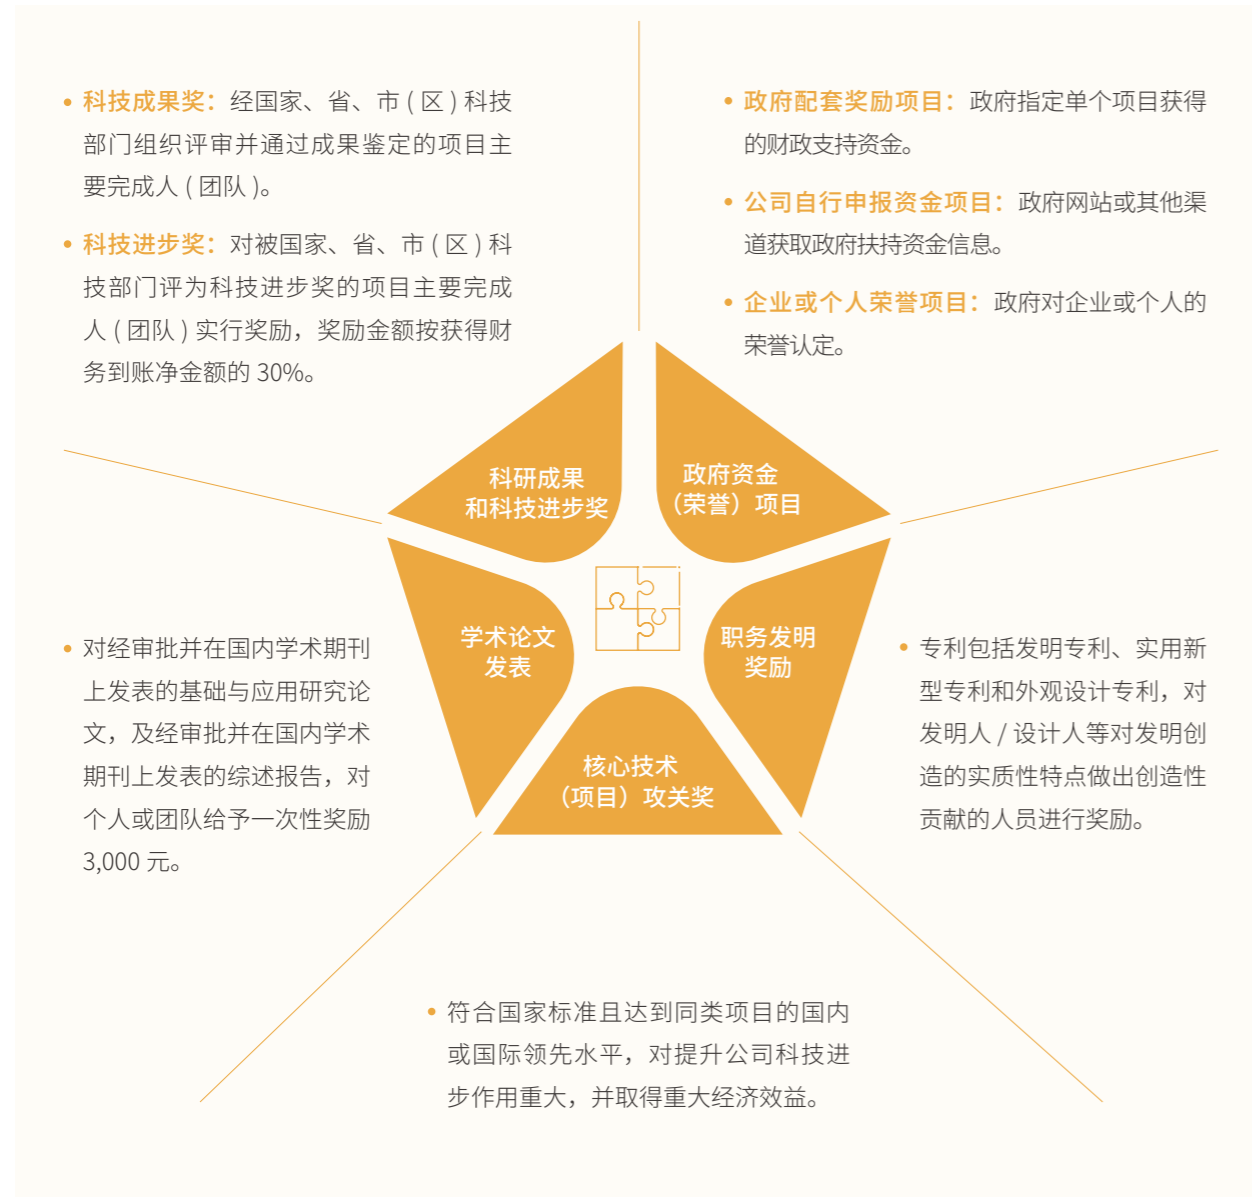 科技成果奖：经国家、省、市 ( 区 ) 科技
部门组织评审并通过成果鉴定的项目主
要完成人 ( 团队 )。
科技进步奖：对被国家、省、市 ( 区 ) 科
技部门评为科技进步奖的项目主要完成
人 ( 团队 ) 实行奖励，奖励金额按获得财
务到账净金额的 30%。
政府配套奖励项目：政府指定单个项目获得
的财政支持资金。
公司自行申报资金项目：政府网站或其他渠
道获取政府扶持资金信息。
企业或个人荣誉项目：政府对企业或个人的
荣誉认定。
科研成果
和科技进步奖
政府资金
（荣誉）项目
学术论文
发表
职务发明
奖励
核心技术
（项目）攻关奖
对经审批并在国内学术期刊
上发表的基础与应用研究论
文，及经审批并在国内学术
期刊上发表的综述报告，对
个人或团队给予一次性奖励
3,000 元。
专利包括发明专利、实用新
型专利和外观设计专利，对
发明人 / 设计人等对发明创
造的实质性特点做出创造性
贡献的人员进行奖励。
符合国家标准且达到同类项目的国内
或国际领先水平，对提升公司科技进
步作用重大，并取得重大经济效益。